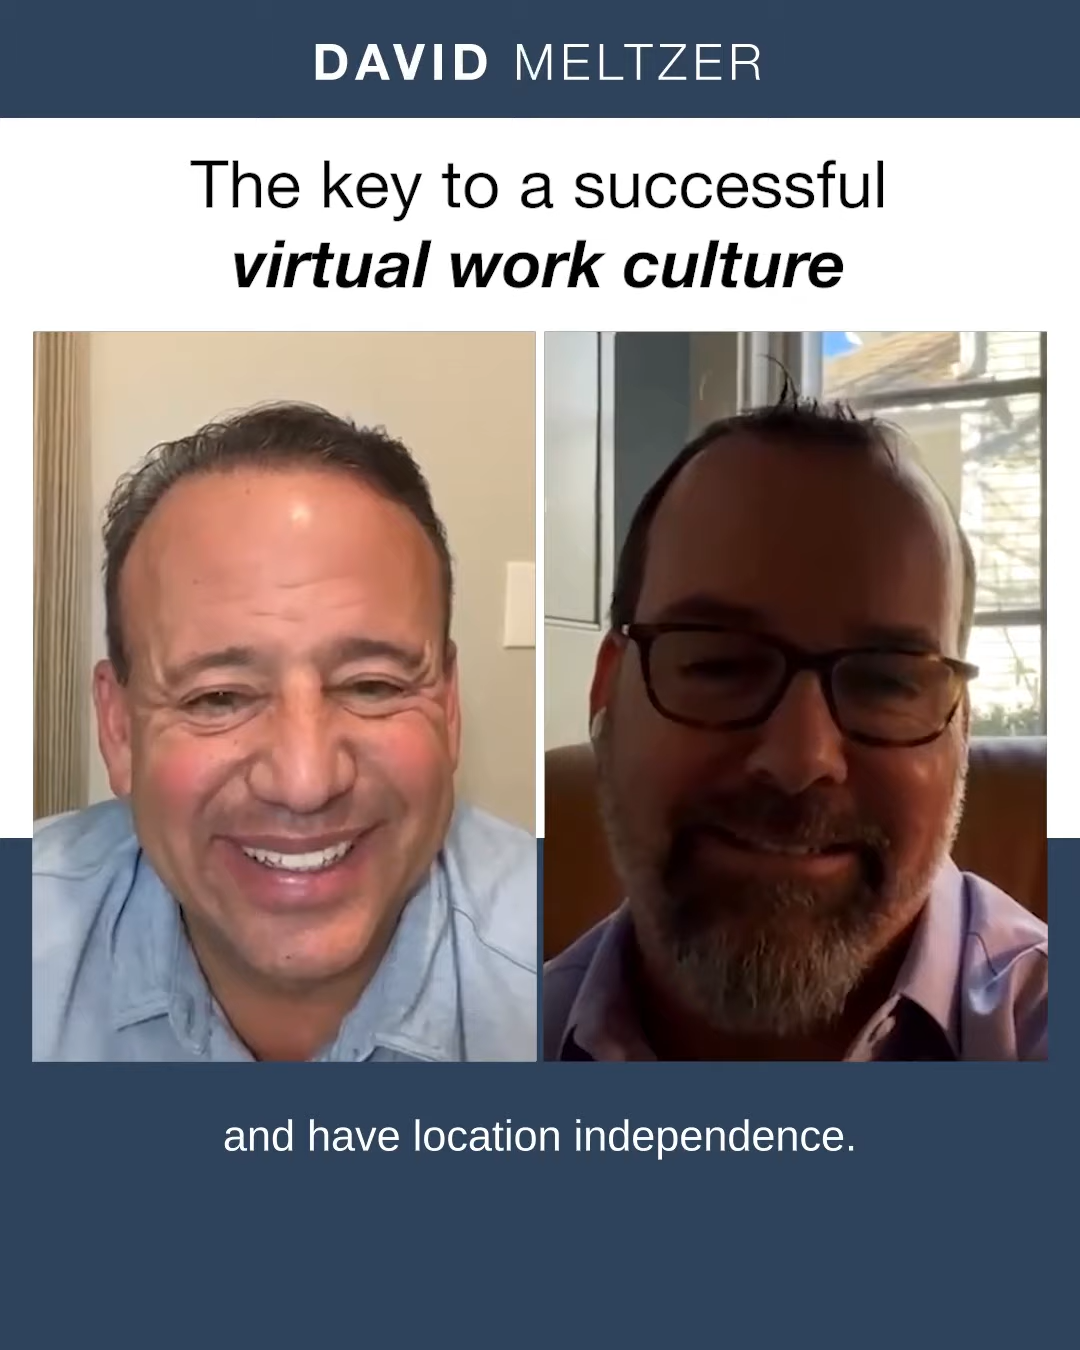 DAVID MELTZER
The key to a successful
virtual work culture
and have location independence.